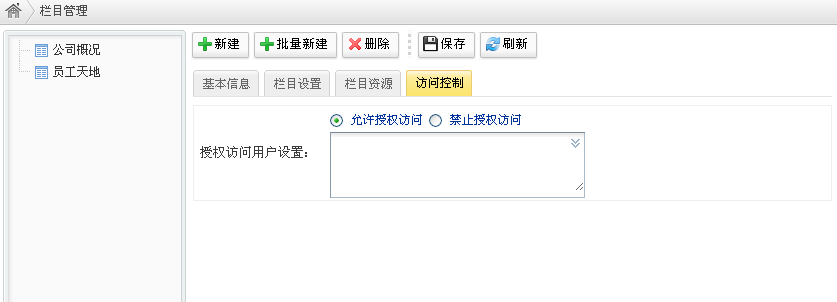 栏目管理
公司概况
员工天地
新建 批量新建 删除 保存 刷新
基本信息 栏目设置 栏目资源 访问控制
允许授权访问 禁止授权访问
授权访问用户设置：